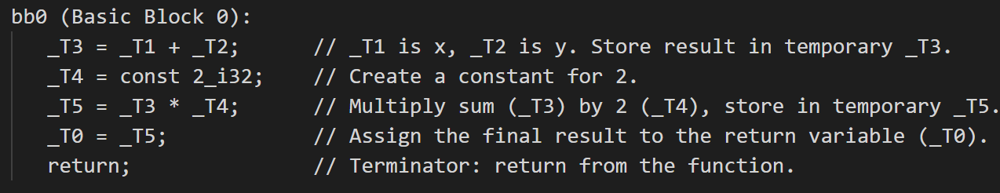 bb0 (Basic Block 0):
_T3 = _T1 + _T2; // _T1 is x, _T2 is y. Store result in temporary _T3.
_T4 = const 2_i32; // Create a constant for 2.
_T5 = _T3 * _T4; // Multiply sum (_T3) by 2 (_T4), store in temporary _T5.
_T0 = _T5; // Assign the final result to the return variable (_T0).
return; // Terminator: return from the function.